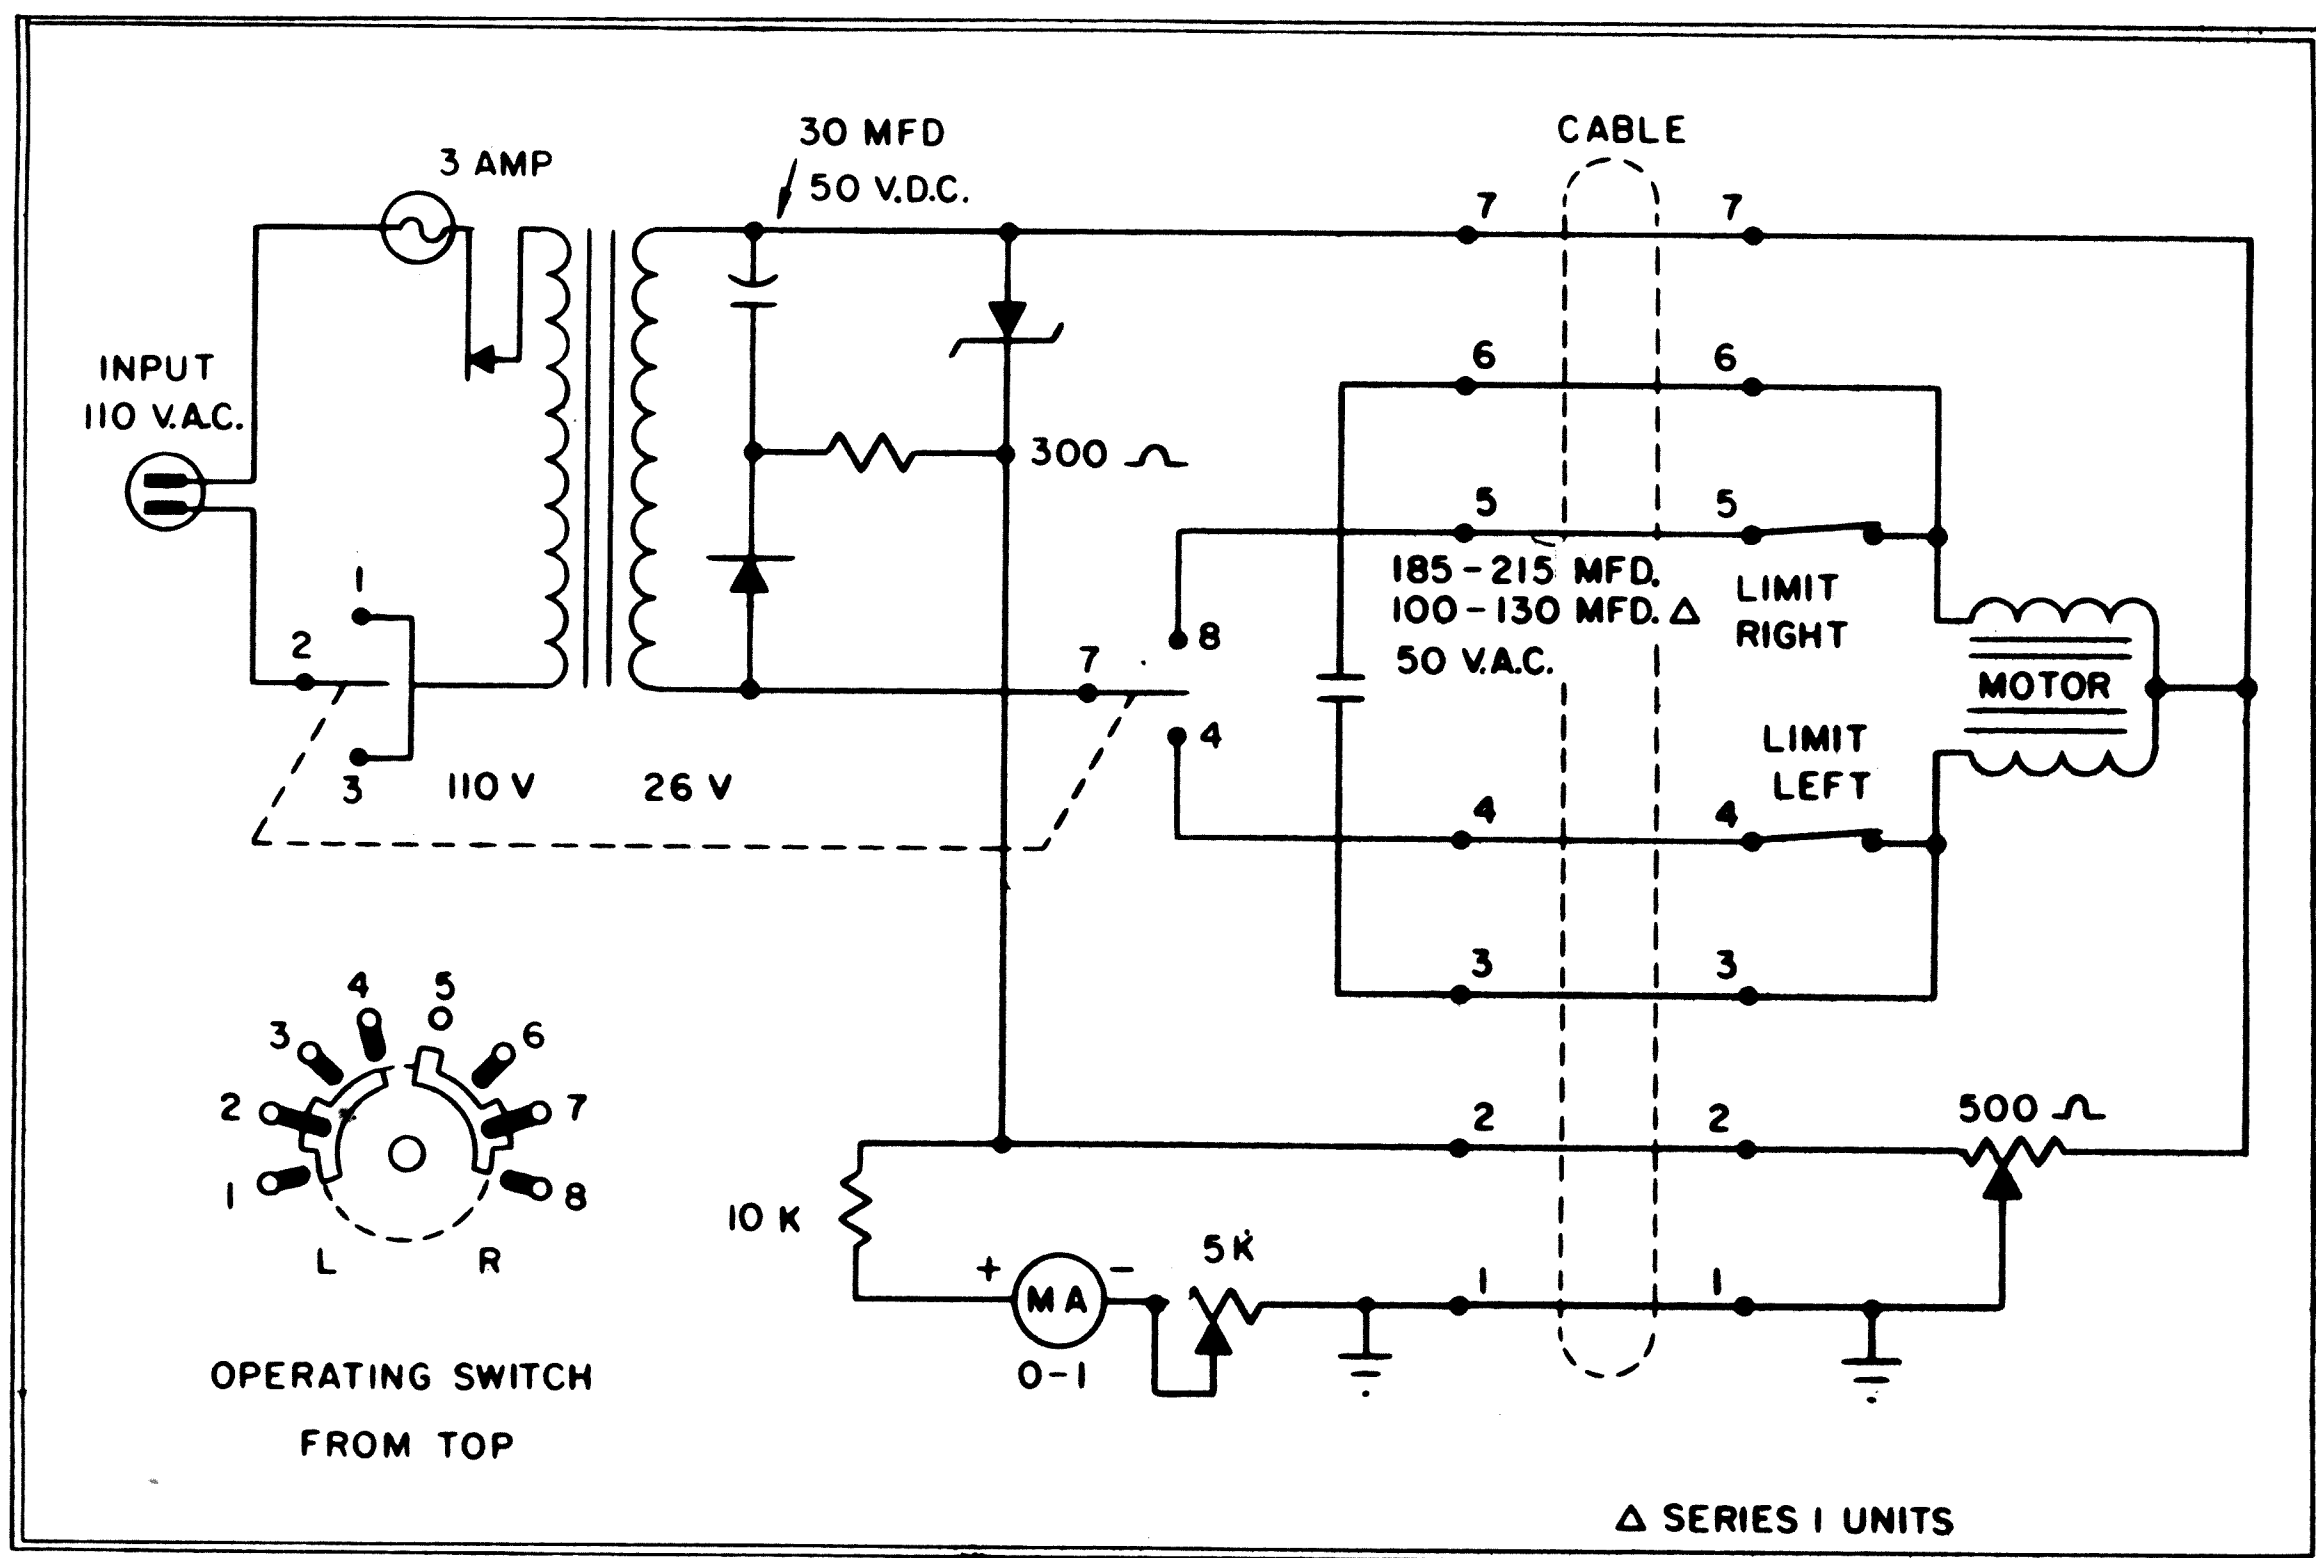 30 MFD
50 V.D.C.
3 AMP
CABLE
7
7
INPUT
110 V.A.C.
6
6
300 Ω
5
5
185-215 MFD.
100-130 MFD. Δ
50 V.A.C.
LIMIT
RIGHT
1
2
3
110 V
26 V
7
8
4
MOTOR
LIMIT
LEFT
4
4
3
3
1
2
3
4
5
6
7
8
L
R
OPERATING SWITCH
FROM TOP
2
2
500 Ω
10 K
+
MA
-
0-1
5K
1
1
Δ SERIES 1 UNITS